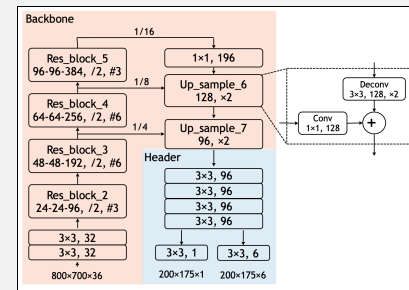 Backbone
1/16
Res_block_5
96-96-384, /2, #3
1/8
Res_block_4
64-64-256, /2, #6
1/4
Res_block_3
48-48-192, /2, #6
Res_block_2
24-24-96, /2, #3
3×3, 32
3×3, 32
800×700×36
1×1, 196
Up_sample_6
128, ×2
Up_sample_7
96, ×2
Header
3×3, 96
3×3, 96
3×3, 96
3×3, 96
3×3, 1
3×3, 6
200×175×1
200×175×6
Deconv
3×3, 128, ×2
Conv
1×1, 128
+